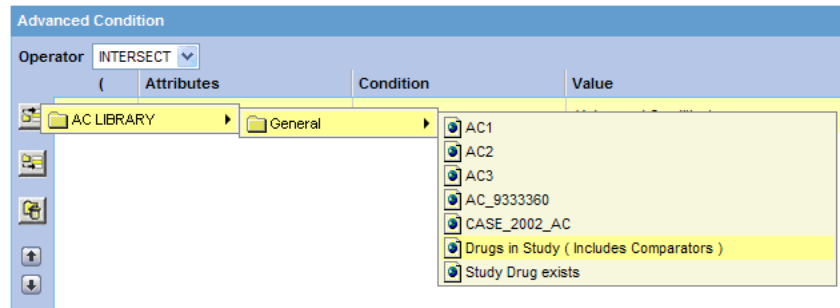 Advanced Condition
Operator INTERSECT
( Attributes Condition Value
AC LIBRARY
General
AC1
AC2
AC3
AC_9333360
CASE_2002_AC
Drugs in Study ( Includes Comparators )
Study Drug exists